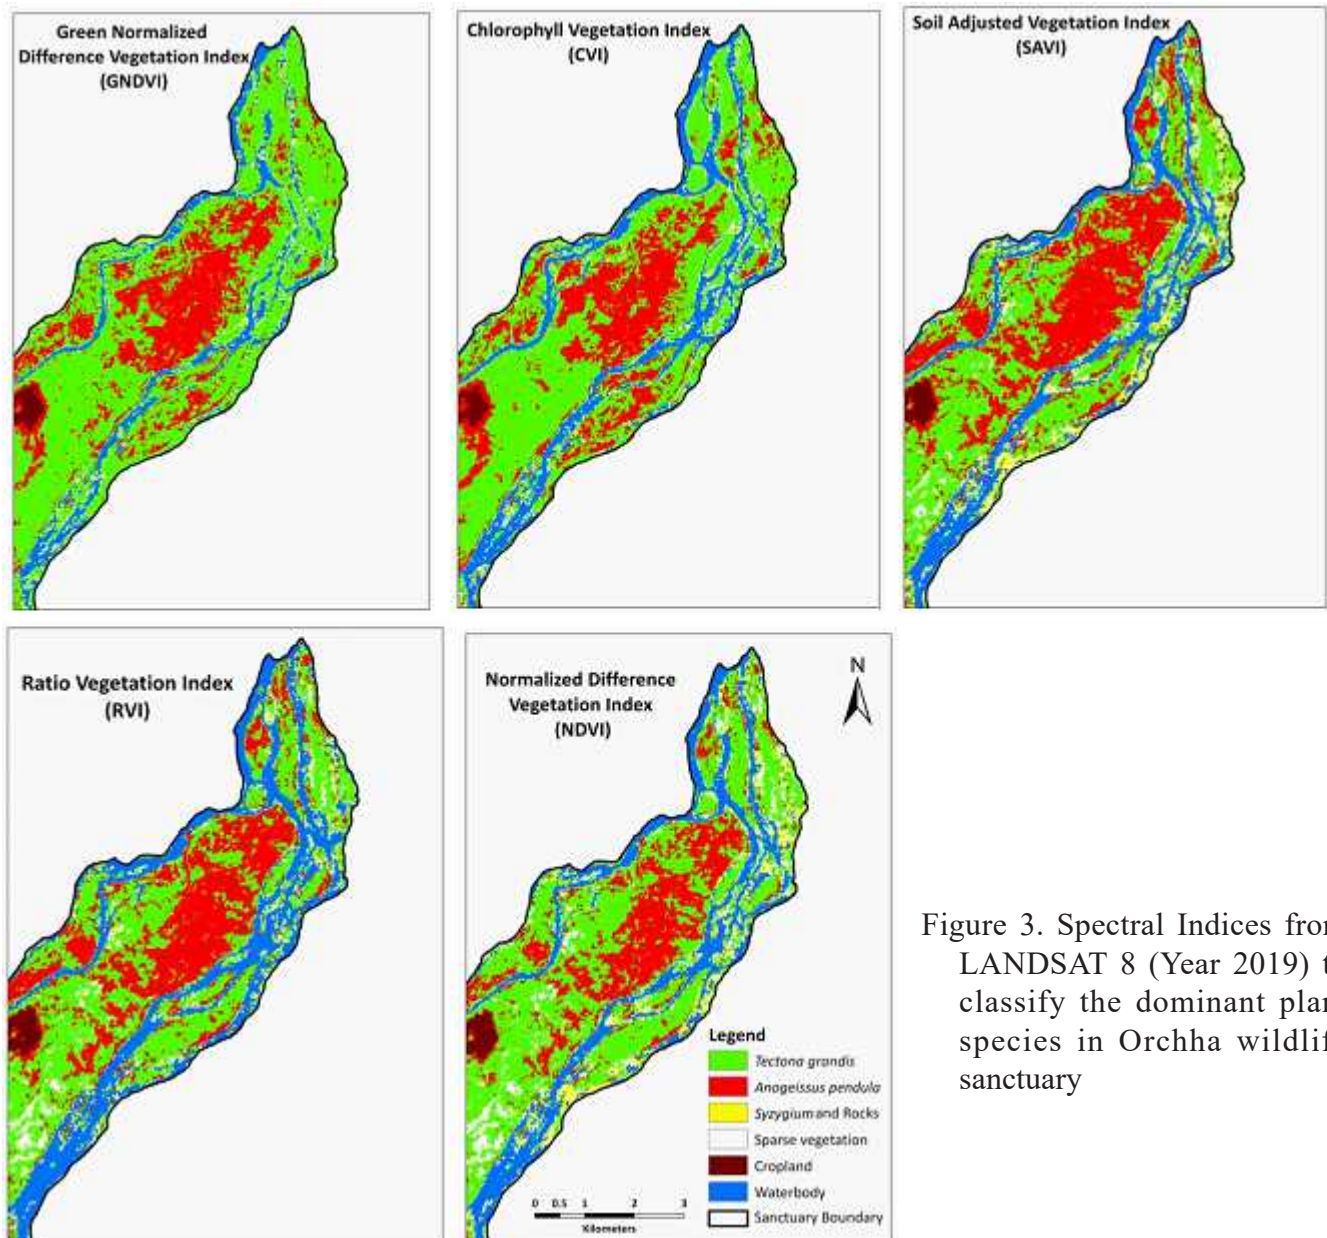 Green Normalized
Difference Vegetation Index
(GNDVI)
Chlorophyll Vegetation Index
(CVI)
Soil Adjusted Vegetation Index
(SAVI)
Ratio Vegetation Index
(RVI)
Normalized Difference
Vegetation Index
(NDVI)
N
Legend
Tectona grandis
Anogeissus pendula
Syzygium and Rocks
Sparse vegetation
Cropland
Waterbody
Sanctuary Boundary
0 0.5 1 2 3
Kilometers
Figure 3. Spectral Indices from
LANDSAT 8 (Year 2019) t
classify the dominant plan
species in Orchha wildlif
sanctuary